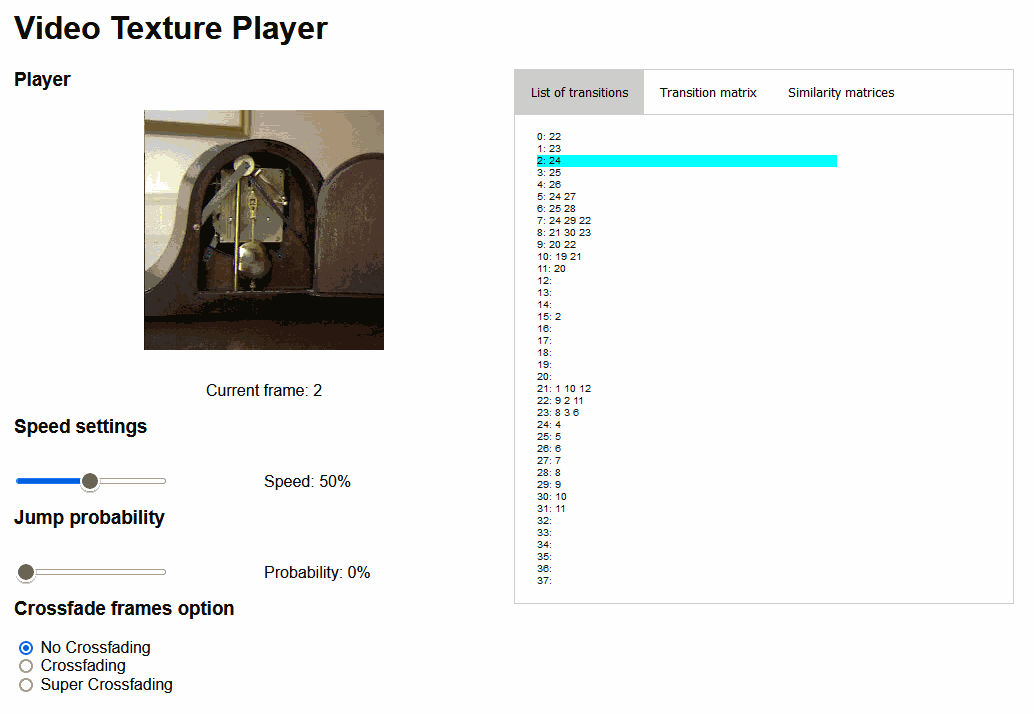 Video Texture Player
Player
Current frame: 2
Speed settings
Speed: 50%
Jump probability
Probability: 0%
Crossfade frames option
No Crossfading
Crossfading
Super Crossfading
List of transitions Transition matrix Similarity matrices
0: 22
1: 23
2: 24
3: 25
4: 26
5: 24 27
6: 25 28
7: 24 29 22
8: 21 30 23
9: 20 22
10: 19 21
11: 20
12:
13:
14:
15: 2
16:
17:
18:
19:
20:
21: 1 10 12
22: 9 2 11
23: 8 3 6
24: 4
25: 5
26: 6
27: 7
28: 8
29: 9
30: 10
31: 11
32:
33:
34:
35:
36:
37: